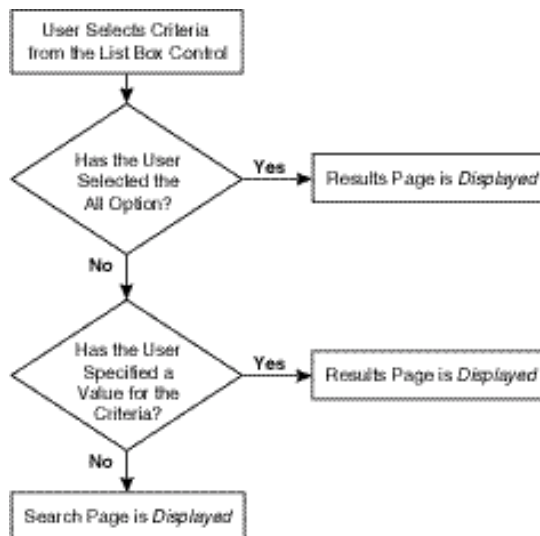 User Selects Criteria
from the List Box Control
Has the User
Selected the
All Option?
Yes
Results Page is Displayed
No
Has the User
Specified a
Value for the
Criteria?
Yes
Results Page is Displayed
No
Search Page is Displayed